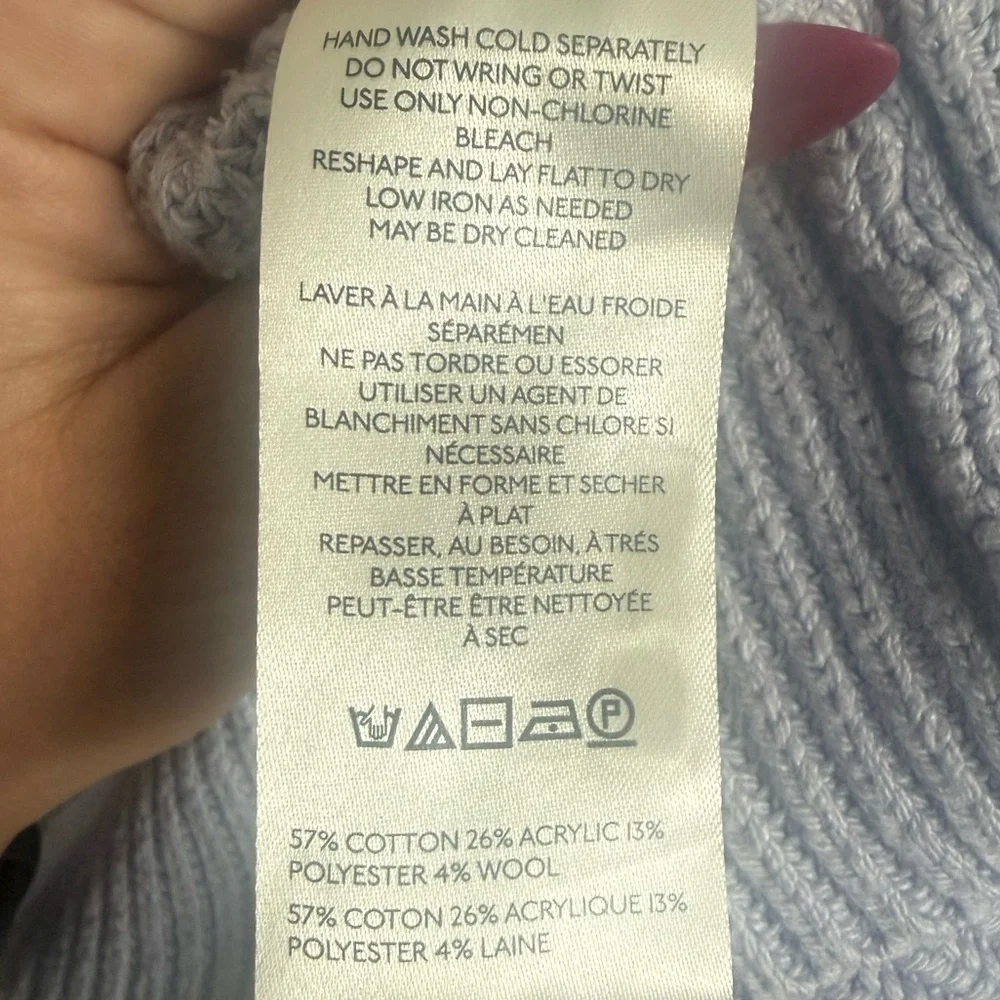 HAND WASH COLD SEPARATELY
DO NOT WRING OR TWIST
USE ONLY NON-CHLORINE
BLEACH
RESHAPE AND LAY FLAT TO DRY
LOW IRON AS NEEDED
MAY BE DRY CLEANED
LAVER À LA MAIN À L'EAU FROIDE
SÉPARÉMEN
NE PAS TORDRE OU ESSORER
UTILISER UN AGENT DE
BLANCHIMENT SANS CHLORE SI
NÉCESSAIRE
METTRE EN FORME ET SECHER
À PLAT
REPASSER, AU BESOIN, À TRÉS
BASSE TEMPÉRATURE
PEUT-ÊTRE ÊTRE NETTOYÉE
À SEC
P
57% COTTON 26% ACRYLIC 13%
POLYESTER 4% WOOL
57% COTON 26% ACRYLIQUE 13%
POLYESTER 4% LAINE